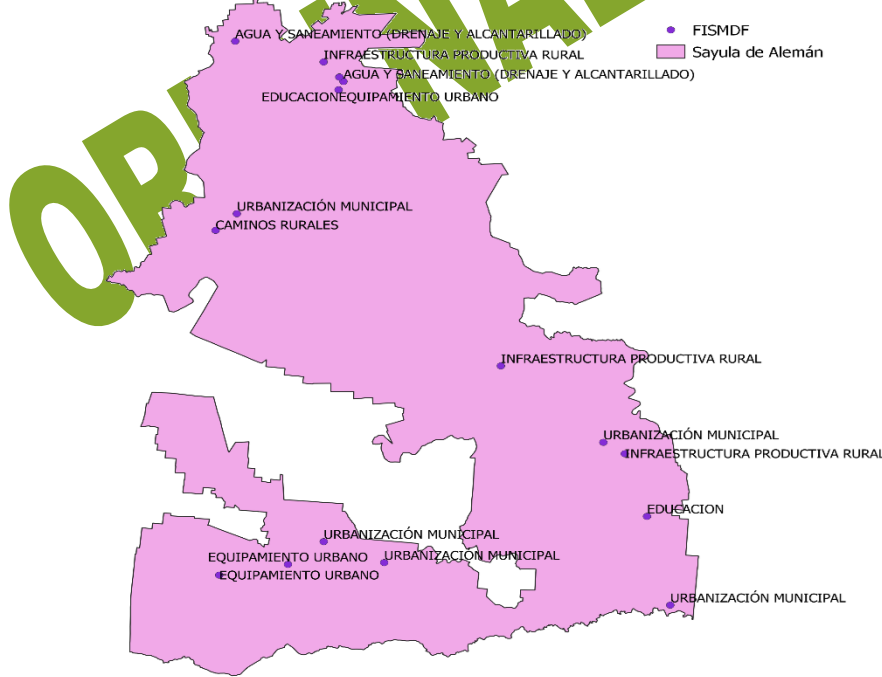 AGUA Y SANEAMIENTO (DRENAJE Y ALCANTARILLADO)
FISMDF
INFRAESTRUCTURA PRODUCTIVA RURAL
Sayula de Alemán
AGUA Y SANEAMIENTO (DRENAJE Y ALCANTARILLADO)
EDUCACION
EQUIPAMIENTO URBANO
URBANIZACIÓN MUNICIPAL
CAMINOS RURALES
INFRAESTRUCTURA PRODUCTIVA RURAL
URBANIZACIÓN MUNICIPAL
INFRAESTRUCTURA PRODUCTIVA RURAL
EDUCACION
URBANIZACIÓN MUNICIPAL
URBANIZACIÓN MUNICIPAL
EQUIPAMIENTO URBANO
EQUIPAMIENTO URBANO
URBANIZACIÓN MUNICIPAL